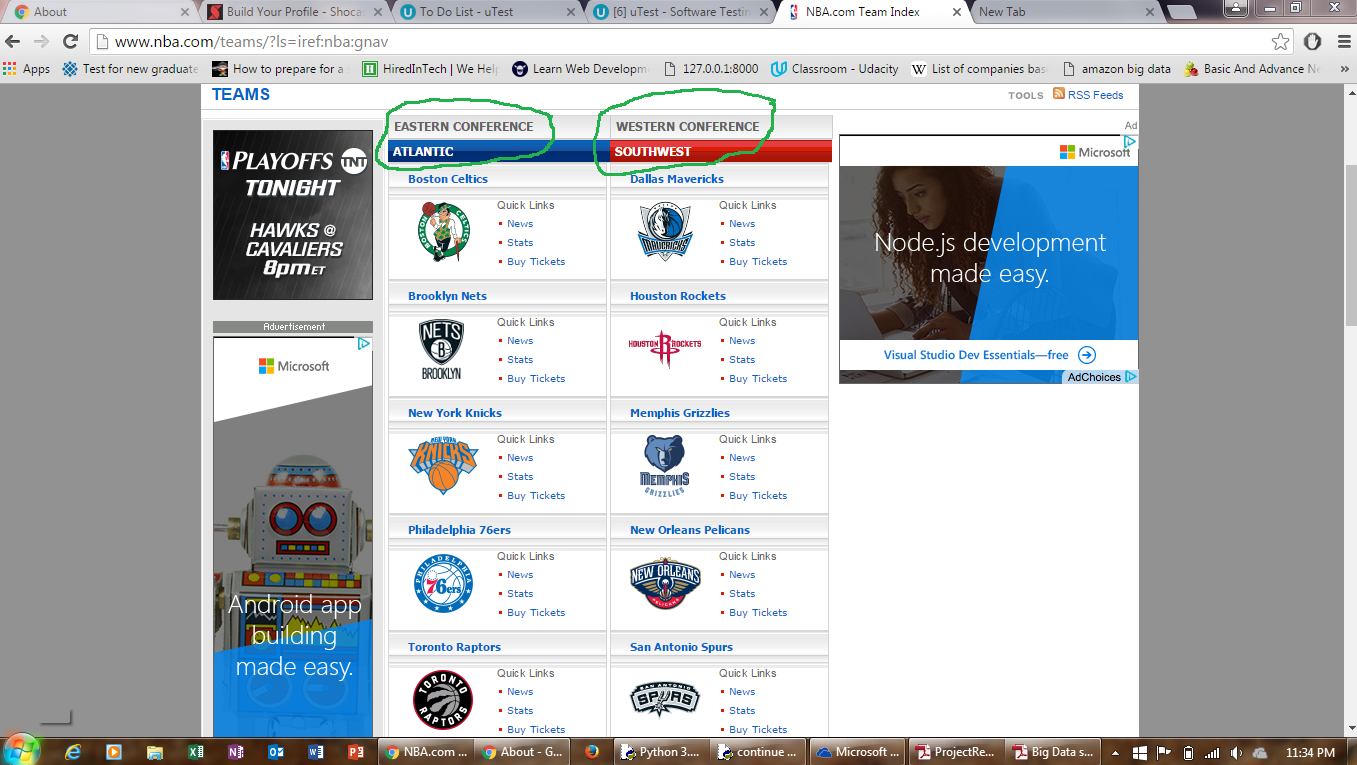 About
Build Your Profile - Shocas
To Do List - uTest
[6] uTest - Software Testin
NBA.com Team Index
New Tab
www.nba.com/teams/?ls=iref:nba:gnav
Apps
Test for new graduate
How to prepare for a
HiredInTech | We Help
Learn Web Developm
127.0.0.1:8000
Classroom - Udacity
List of companies bas
amazon big data
Basic And Advance Ne
»
TEAMS
TOOLS
RSS Feeds
PLAYOFFS
TNT
TONIGHT
HAWKS @
CAVALIERS
8pm ET
Advertisement
Microsoft
Android app
building
made easy.
EASTERN CONFERENCE
ATLANTIC
Boston Celtics
BOSTON
CELTICS
Quick Links
News
Stats
Buy Tickets
Brooklyn Nets
NETS
B
BROOKLYN
Quick Links
News
Stats
Buy Tickets
New York Knicks
NEW YORK
KNICKS
Quick Links
News
Stats
Buy Tickets
Philadelphia 76ers
PHILADELPHIA
76ers
Quick Links
News
Stats
Buy Tickets
Toronto Raptors
TORONTO
RAPTORS
Quick Links
News
Stats
Buy Tickets
WESTERN CONFERENCE
SOUTHWEST
Dallas Mavericks
MAVERICKS
Quick Links
News
Stats
Buy Tickets
Houston Rockets
HOUSTON ROCKETS
Quick Links
News
Stats
Buy Tickets
Memphis Grizzlies
MEMPHIS
GRIZZLIES
Quick Links
News
Stats
Buy Tickets
New Orleans Pelicans
NEW ORLEANS
PELICANS
Quick Links
News
Stats
Buy Tickets
San Antonio Spurs
SAN ANTONIO
SPURS
Quick Links
News
Stats
Buy Tickets
Ad
Microsoft
Node.js development
made easy.
Visual Studio Dev Essentials—free
AdChoices
NBA.com ...
About - G...
Python 3....
continue ...
Microsoft ...
ProjectRe...
Big Data s...
11:34 PM